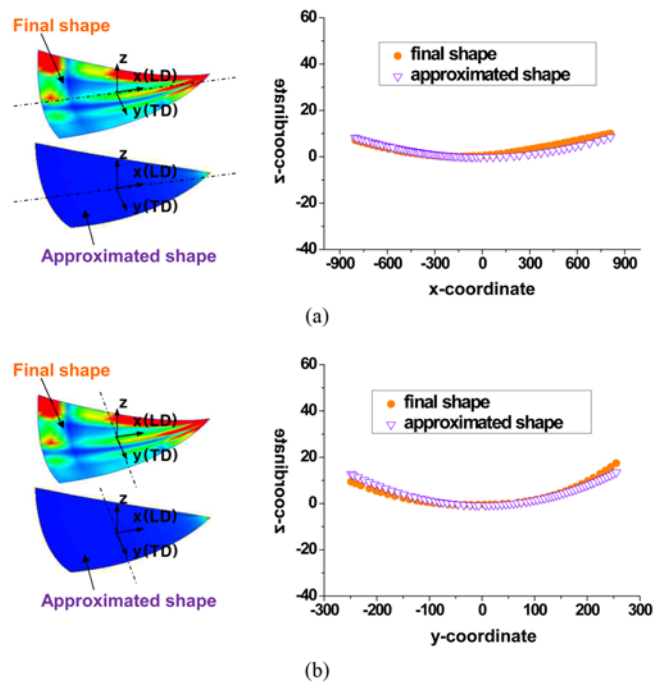 Final shape
z
x(LD)
y(TD)
z
x(LD)
y(TD)
Approximated shape
final shape
approximated shape
60
40
20
0
-20
-40
-900 -600 -300 0 300 600 900
z-coordinate
x-coordinate
(a)
Final shape
z
x(LD)
y(TD)
z
x(LD)
y(TD)
Approximated shape
final shape
approximated shape
60
40
20
0
-20
-40
-300 -200 -100 0 100 200 300
z-coordinate
y-coordinate
(b)